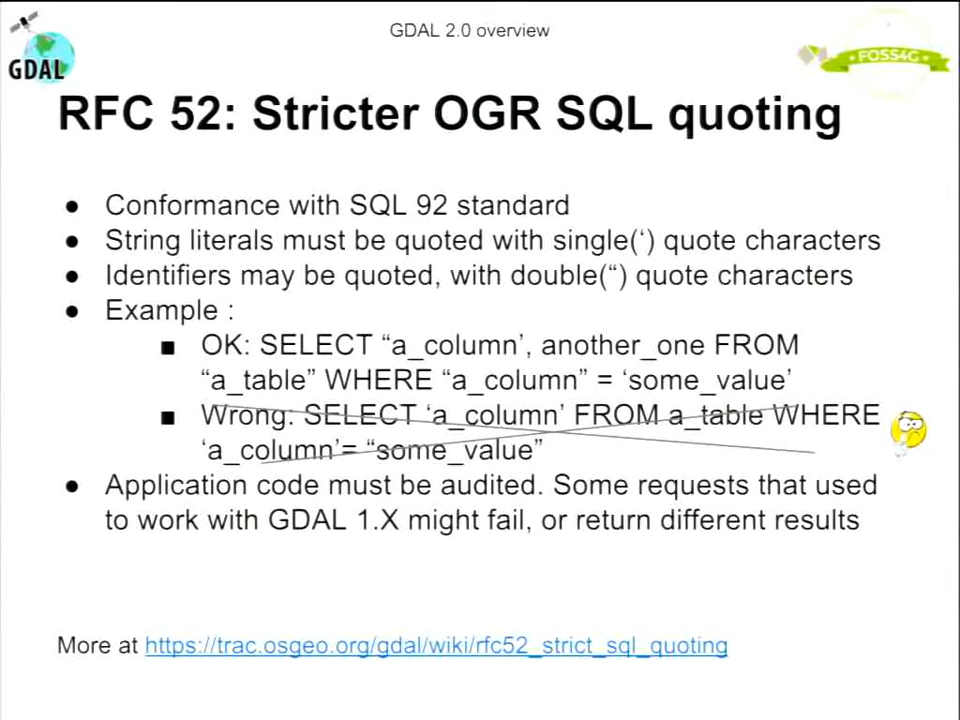 GDAL 2.0 overview
GDAL
FOSS4G
RFC 52: Stricter OGR SQL quoting
● Conformance with SQL 92 standard
● String literals must be quoted with single(‘) quote characters
● Identifiers may be quoted, with double(“) quote characters
● Example :
■ OK: SELECT “a_column’, another_one FROM
“a_table” WHERE “a_column” = ‘some_value’
■ Wrong: SELECT ‘a_column’ FROM a_table WHERE
‘a_column’= “some_value”
● Application code must be audited. Some requests that used
to work with GDAL 1.X might fail, or return different results
More at https://trac.osgeo.org/gdal/wiki/rfc52_strict_sql_quoting